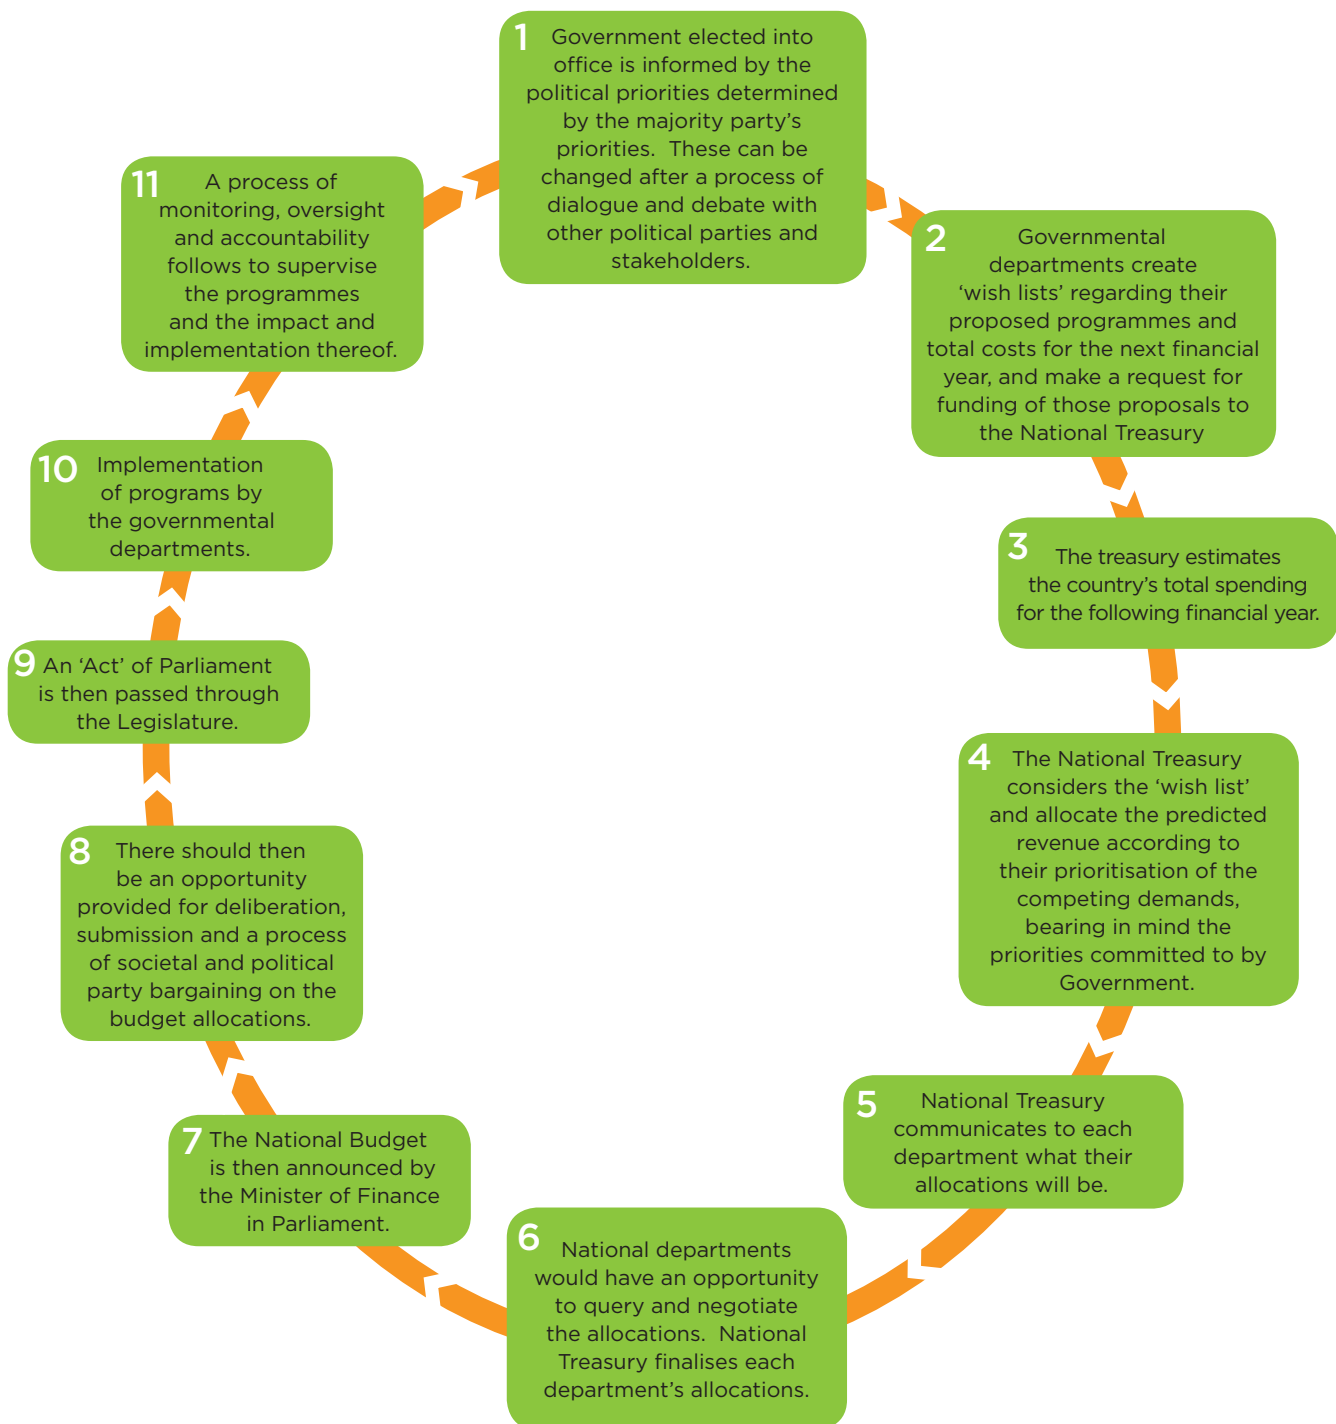 1 Government elected into
office is informed by the
political priorities determined
by the majority party’s
priorities.  These can be
changed after a process of
dialogue and debate with
other political parties and
stakeholders.
2 Governmental
departments create
‘wish lists’ regarding their
proposed programmes and
total costs for the next financial
year, and make a request for
funding of those proposals to
the National Treasury
3 The treasury estimates
the country’s total spending
for the following financial year.
4 The National Treasury
considers the ‘wish list’
and allocate the predicted
revenue according to
their prioritisation of the
competing demands,
bearing in mind the
priorities committed to by
Government.
5 National Treasury
communicates to each
department what their
allocations will be.
6 National departments
would have an opportunity
to query and negotiate
the allocations.  National
Treasury finalises each
department’s allocations.
7 The National Budget
is then announced by
the Minister of Finance
in Parliament.
8 There should then
be an opportunity
provided for deliberation,
submission and a process
of societal and political
party bargaining on the
budget allocations.
9 An ‘Act’ of Parliament
is then passed through
the Legislature.
10 Implementation
of programs by
the governmental
departments.
11 A process of
monitoring, oversight
and accountability
follows to supervise
the programmes
and the impact and
implementation thereof.